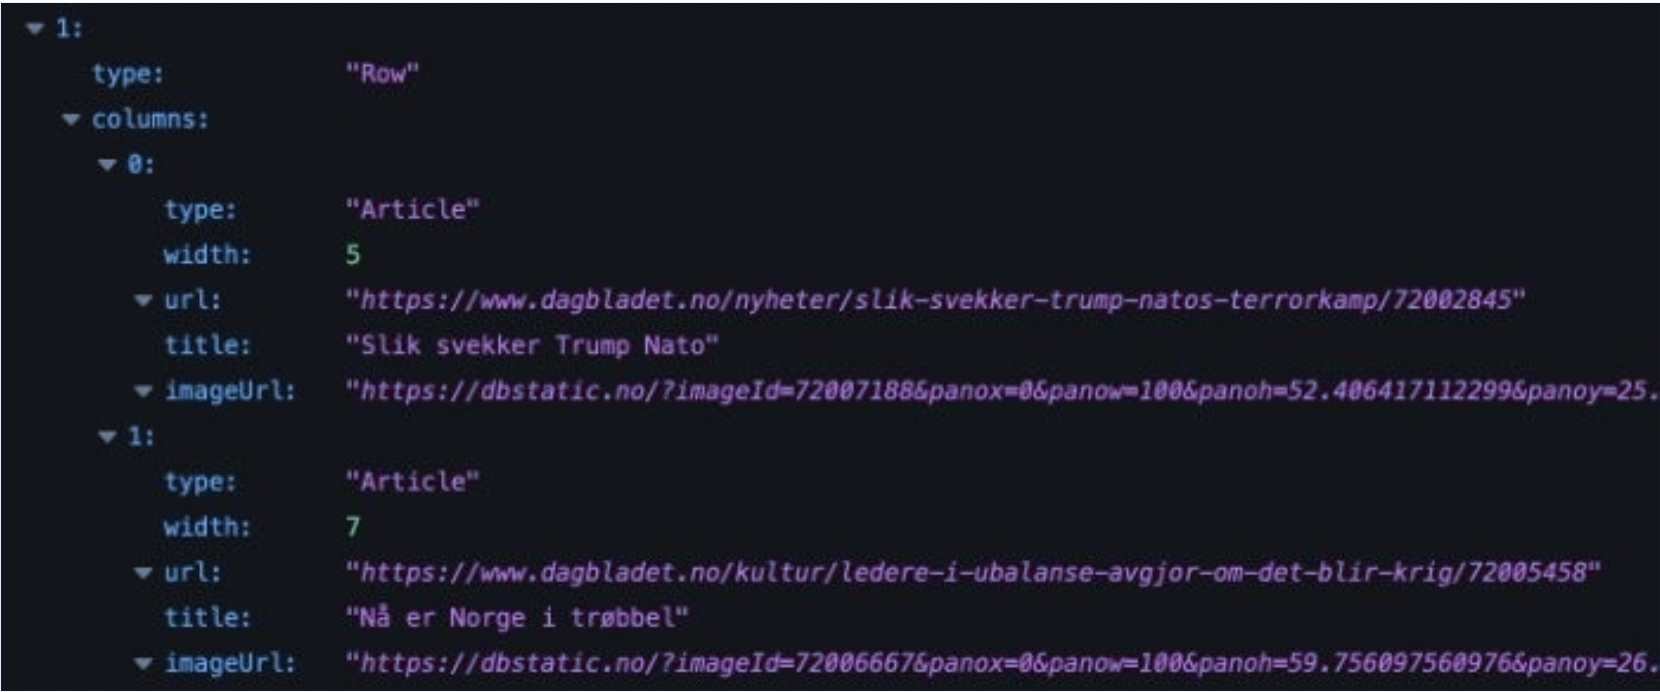 1:
type: "Row"
columns:
0:
type: "Article"
width: 5
url: "https://www.dagbladet.no/nyheter/slik-svekker-trump-natos-terrorkamp/72002845"
title: "Slik svekker Trump Nato"
imageUrl: "https://dbstatic.no/?imageId=72007188&panox=0&panow=100&panoh=52.406417112299&panoy=25.
1:
type: "Article"
width: 7
url: "https://www.dagbladet.no/kultur/ledere-i-ubalanse-avgjor-om-det-blir-krig/72005458"
title: "Nå er Norge i trøbbel"
imageUrl: "https://dbstatic.no/?imageId=72006667&panox=0&panow=100&panoh=59.756097560976&panoy=26.